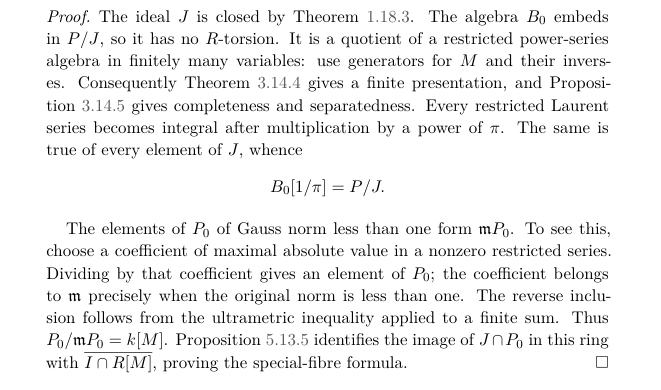 Proof. The ideal J is closed by Theorem 1.18.3. The algebra B₀ embeds
in P/J, so it has no R-torsion. It is a quotient of a restricted power-series
algebra in finitely many variables: use generators for M and their invers-
es. Consequently Theorem 3.14.4 gives a finite presentation, and Proposi-
tion 3.14.5 gives completeness and separatedness. Every restricted Laurent
series becomes integral after multiplication by a power of π. The same is
true of every element of J, whence
B₀[1/π] = P/J.
The elements of P₀ of Gauss norm less than one form 𝔪P₀. To see this,
choose a coefficient of maximal absolute value in a nonzero restricted series.
Dividing by that coefficient gives an element of P₀; the coefficient belongs
to 𝔪 precisely when the original norm is less than one. The reverse inclu-
sion follows from the ultrametric inequality applied to a finite sum. Thus
P₀/𝔪P₀ = k[M]. Proposition 5.13.5 identifies the image of J∩P₀ in this ring
with \overline{I ∩ R[M]}, proving the special-fibre formula. □